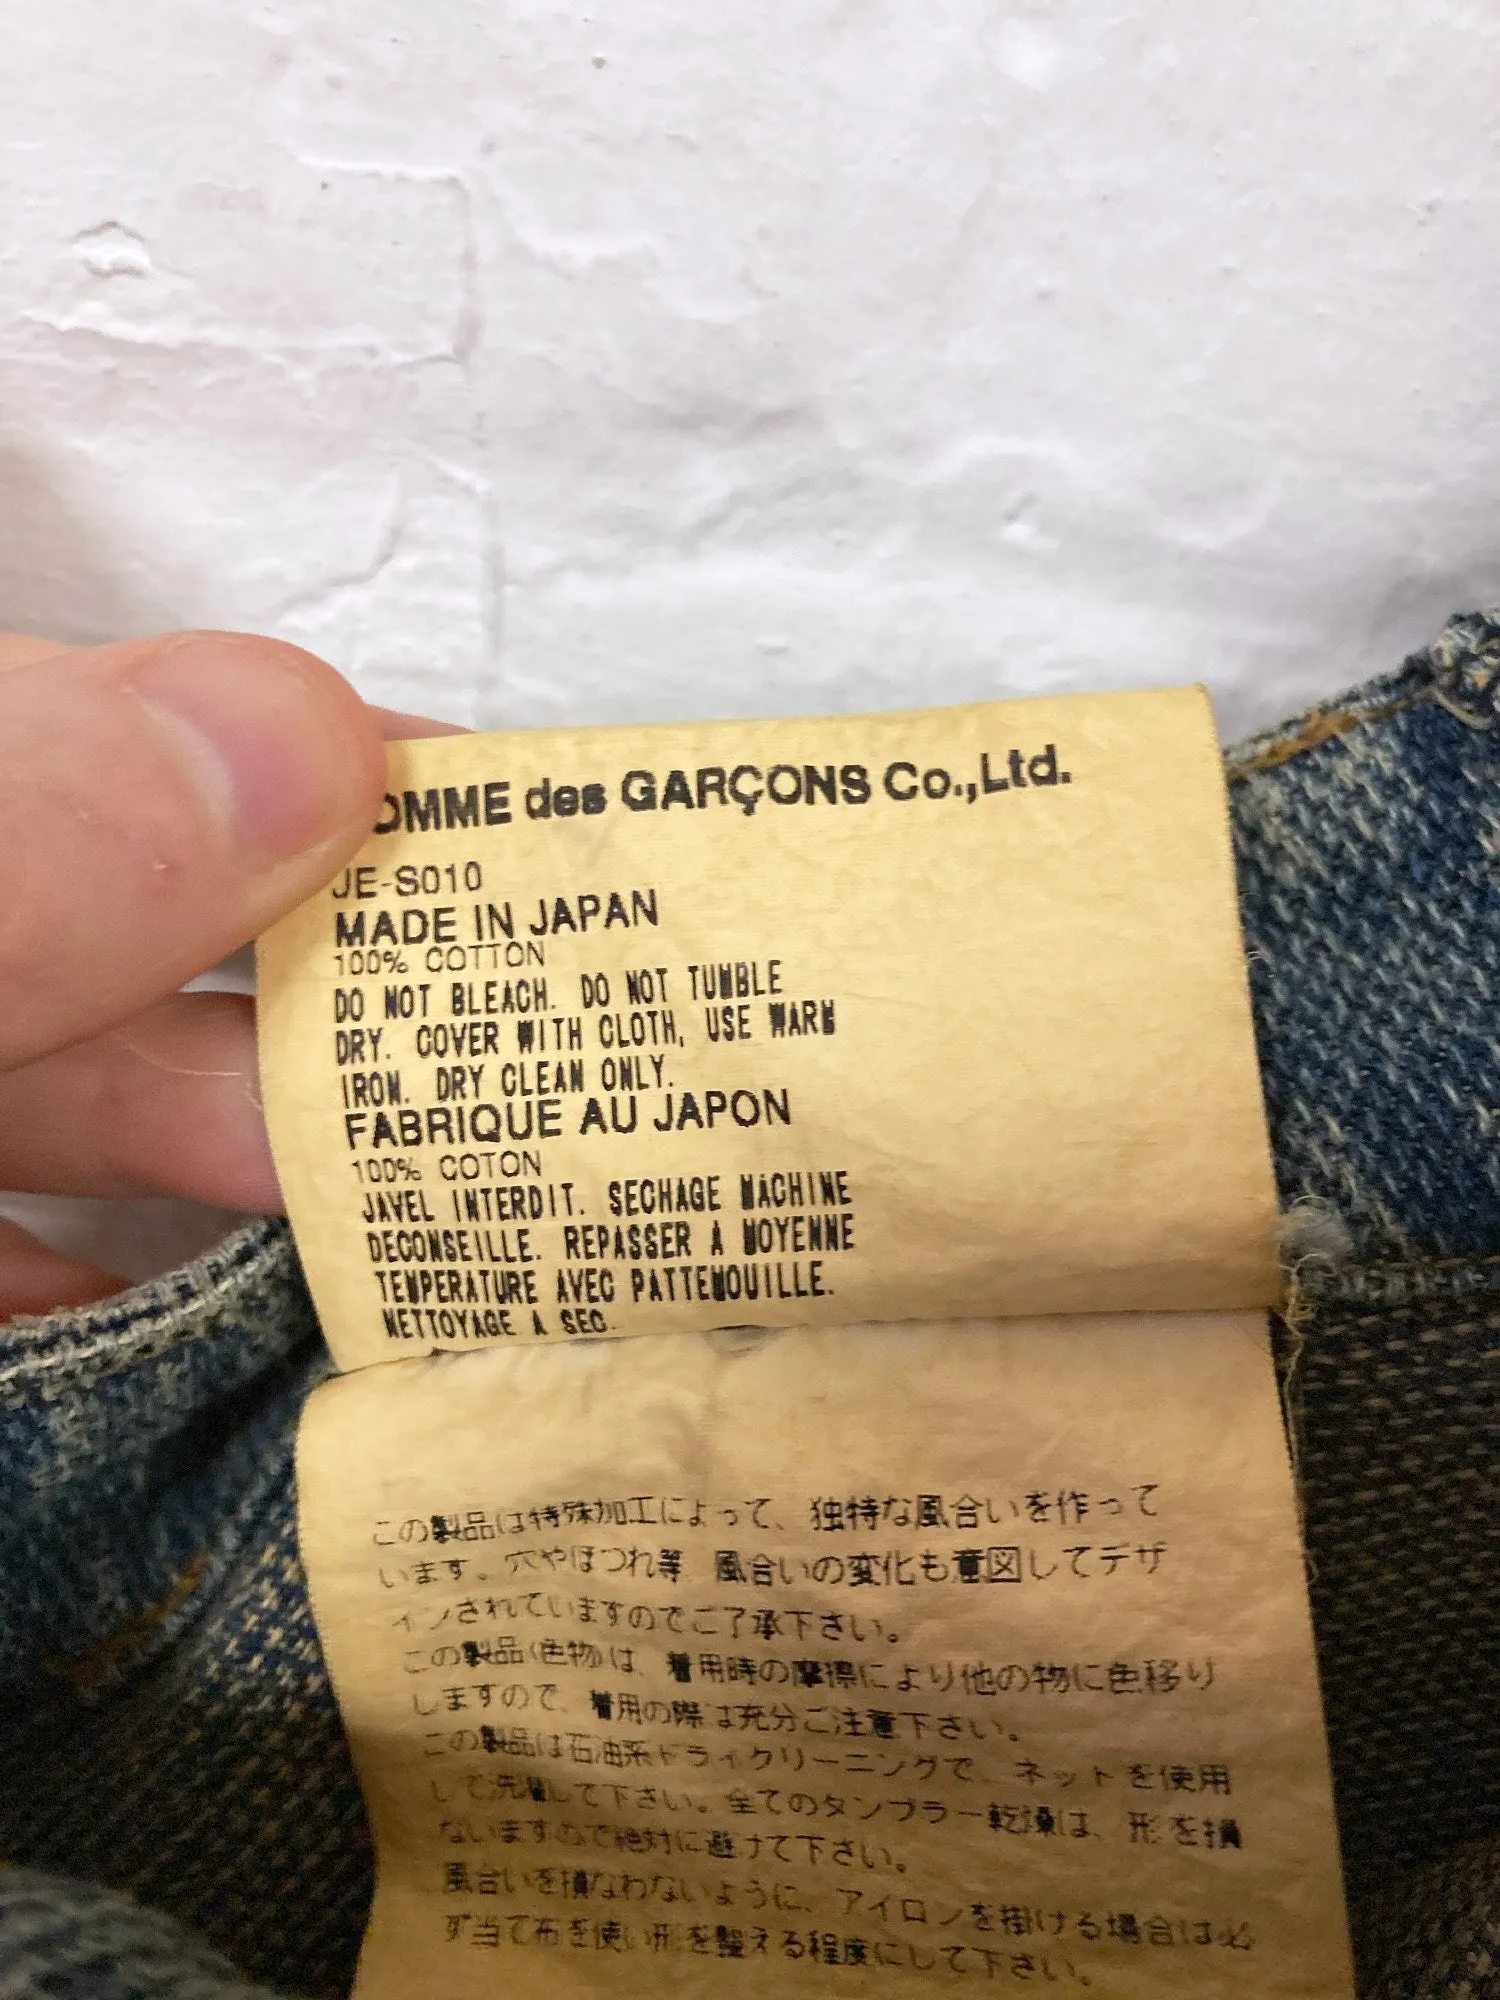 OMME des GARÇONS Co.,Ltd.
JE-S010
MADE IN JAPAN
100% COTTON
DO NOT BLEACH. DO NOT TUMBLE
DRY. COVER WITH CLOTH, USE WARM
IRON. DRY CLEAN ONLY.
FABRIQUE AU JAPON
100% COTON
JAVEL INTERDIT. SECHAGE MACHINE
DECONSEILLE. REPASSER A MOYENNE
TEMPERATURE AVEC PATTEMOUILLE.
NETTOYAGE A SEC.
この製品は特殊加工によって、独特な風合いを作って
います。穴やほつれ等 風合いの変化も意図してデザ
インされていますのでご了承下さい。
この製品(色物)は、着用時の摩擦により他の物に色移り
しますので、着用の際は充分ご注意下さい。
この製品は石油系ドライクリーニングで、ネットを使用
して洗濯して下さい。全てのタンブラー乾燥は、形を損
ないますので絶対に避けて下さい。
風合いを損なわないように、アイロンを掛ける場合は必
ず当て布を使い形を整える程度にして下さい。